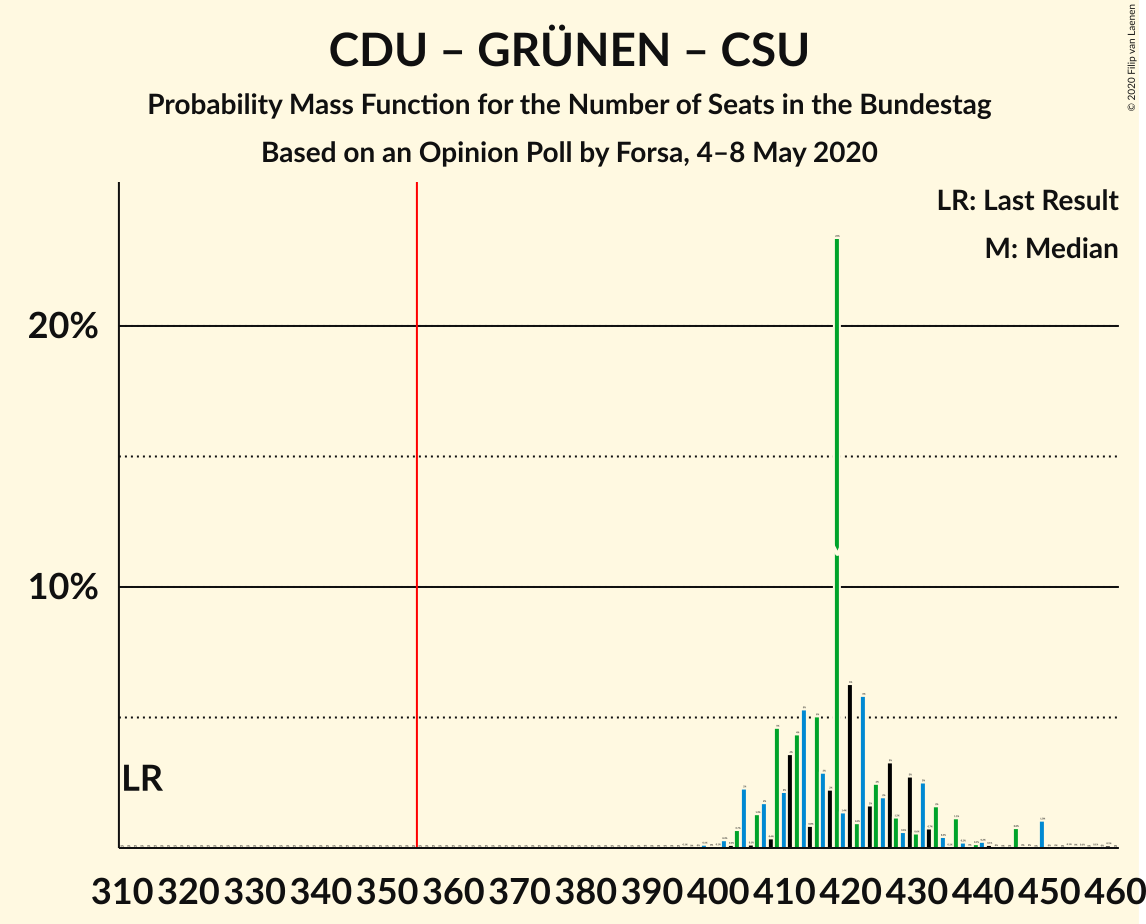 CDU – GRÜNEN – CSU
Probability Mass Function for the Number of Seats in the Bundestag
Based on an Opinion Poll by Forsa, 4–8 May 2020
© 2020 Filip van Laenen
LR: Last Result
M: Median
20%
10%
LR
310 320 330 340 350 360 370 380 390 400 410 420 430 440 450 460